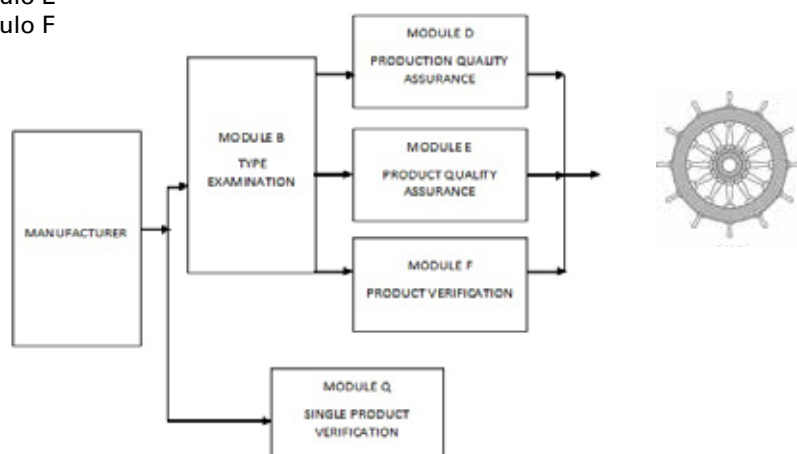 ulo F
MODULE D
PRODUCTION QUALITY
ASSURANCE
MODULE B
TYPE
EXAMINATION
MODULE E
PRODUCT QUALITY
ASSURANCE
MANUFACTURER
MODULE F
PRODUCT VERIFICATION
MODULE Q
SINGLE PRODUCT
VERIFICATION